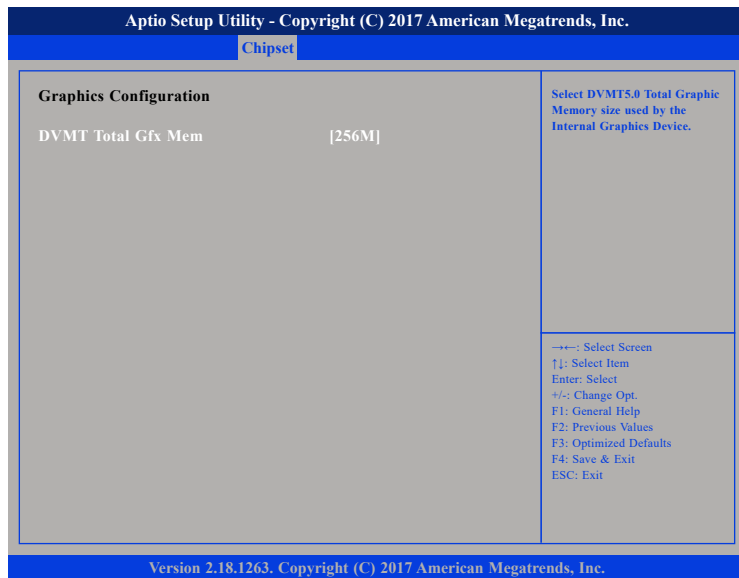 Aptio Setup Utility - Copyright (C) 2017 American Megatrends, Inc.
Chipset
Graphics Configuration
DVMT Total Gfx Mem [256M]
Select DVMT5.0 Total Graphic
Memory size used by the
Internal Graphics Device.
→←: Select Screen
↑↓: Select Item
Enter: Select
+/-: Change Opt.
F1: General Help
F2: Previous Values
F3: Optimized Defaults
F4: Save & Exit
ESC: Exit
Version 2.18.1263. Copyright (C) 2017 American Megatrends, Inc.